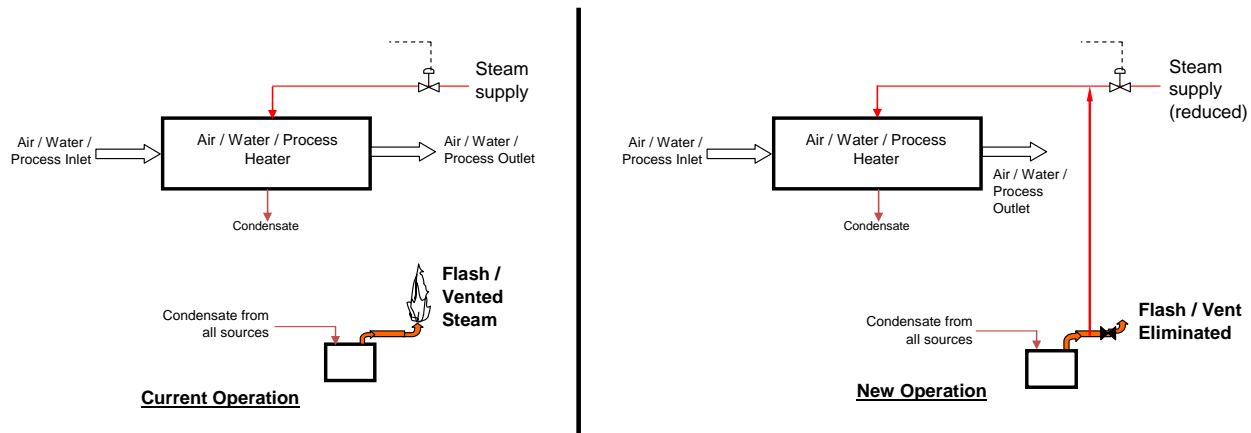 Steam
supply
Air / Water /
Process Inlet
Air / Water / Process
Heater
Air / Water /
Process Outlet
Condensate
Flash /
Vented
Steam
Condensate from
all sources
Current Operation
Steam
supply
(reduced)
Air / Water /
Process Inlet
Air / Water / Process
Heater
Air / Water /
Process
Outlet
Condensate
Flash / Vent
Eliminated
Condensate from
all sources
New Operation